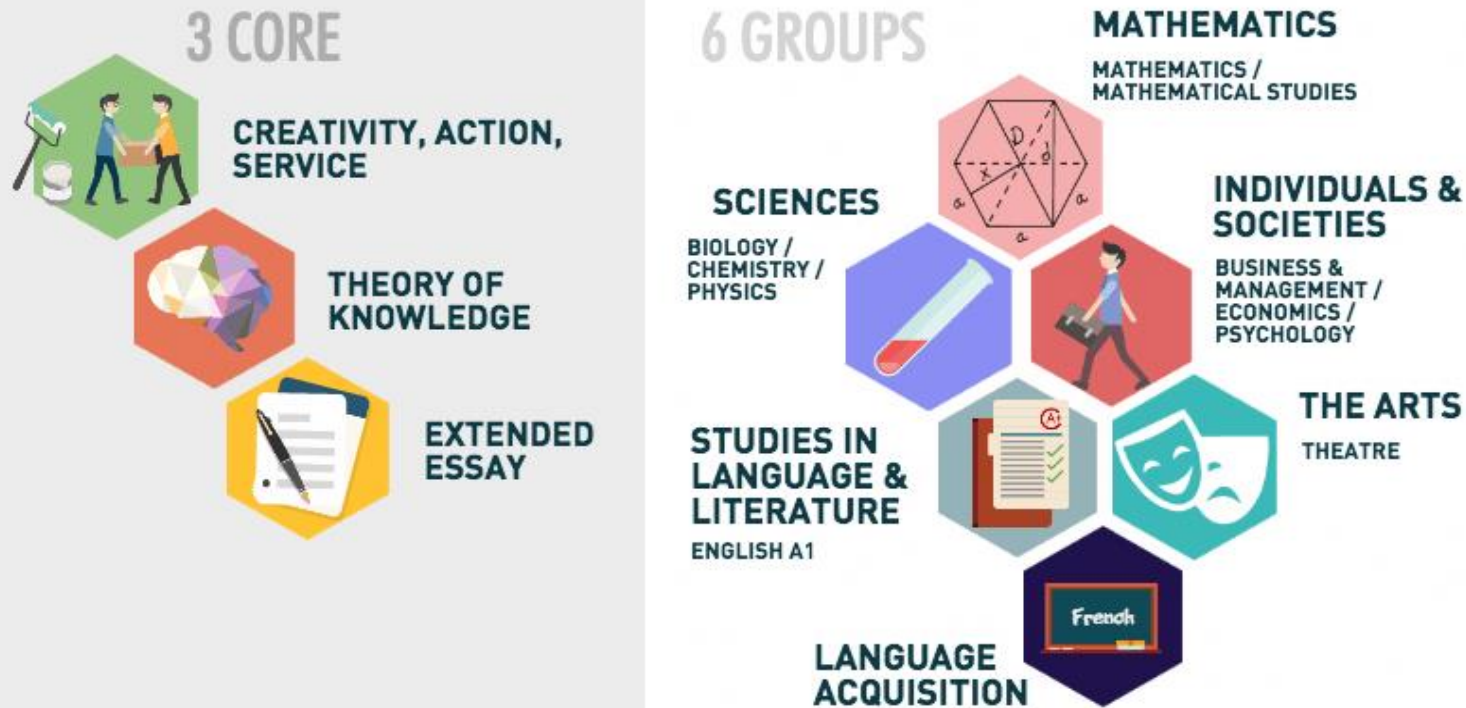 3 CORE
CREATIVITY, ACTION,
SERVICE
THEORY OF
KNOWLEDGE
EXTENDED
ESSAY
6 GROUPS
MATHEMATICS
MATHEMATICS /
MATHEMATICAL STUDIES
D
d
x
a
a
a
SCIENCES
BIOLOGY /
CHEMISTRY /
PHYSICS
INDIVIDUALS &
SOCIETIES
BUSINESS &
MANAGEMENT /
ECONOMICS /
PSYCHOLOGY
STUDIES IN
LANGUAGE &
LITERATURE
ENGLISH A1
A+
THE ARTS
THEATRE
French
LANGUAGE
ACQUISITION